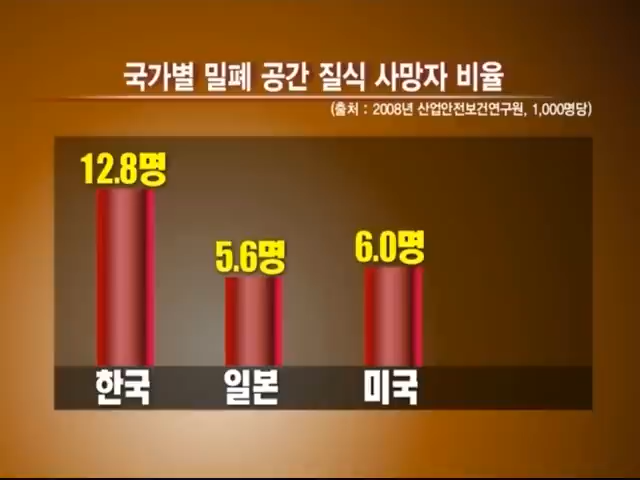 국가별 밀폐 공간 질식 사망자 비율
(출처 : 2008년 산업안전보건연구원, 1,000명당)
12.8명
5.6명
6.0명
한국
일본
미국